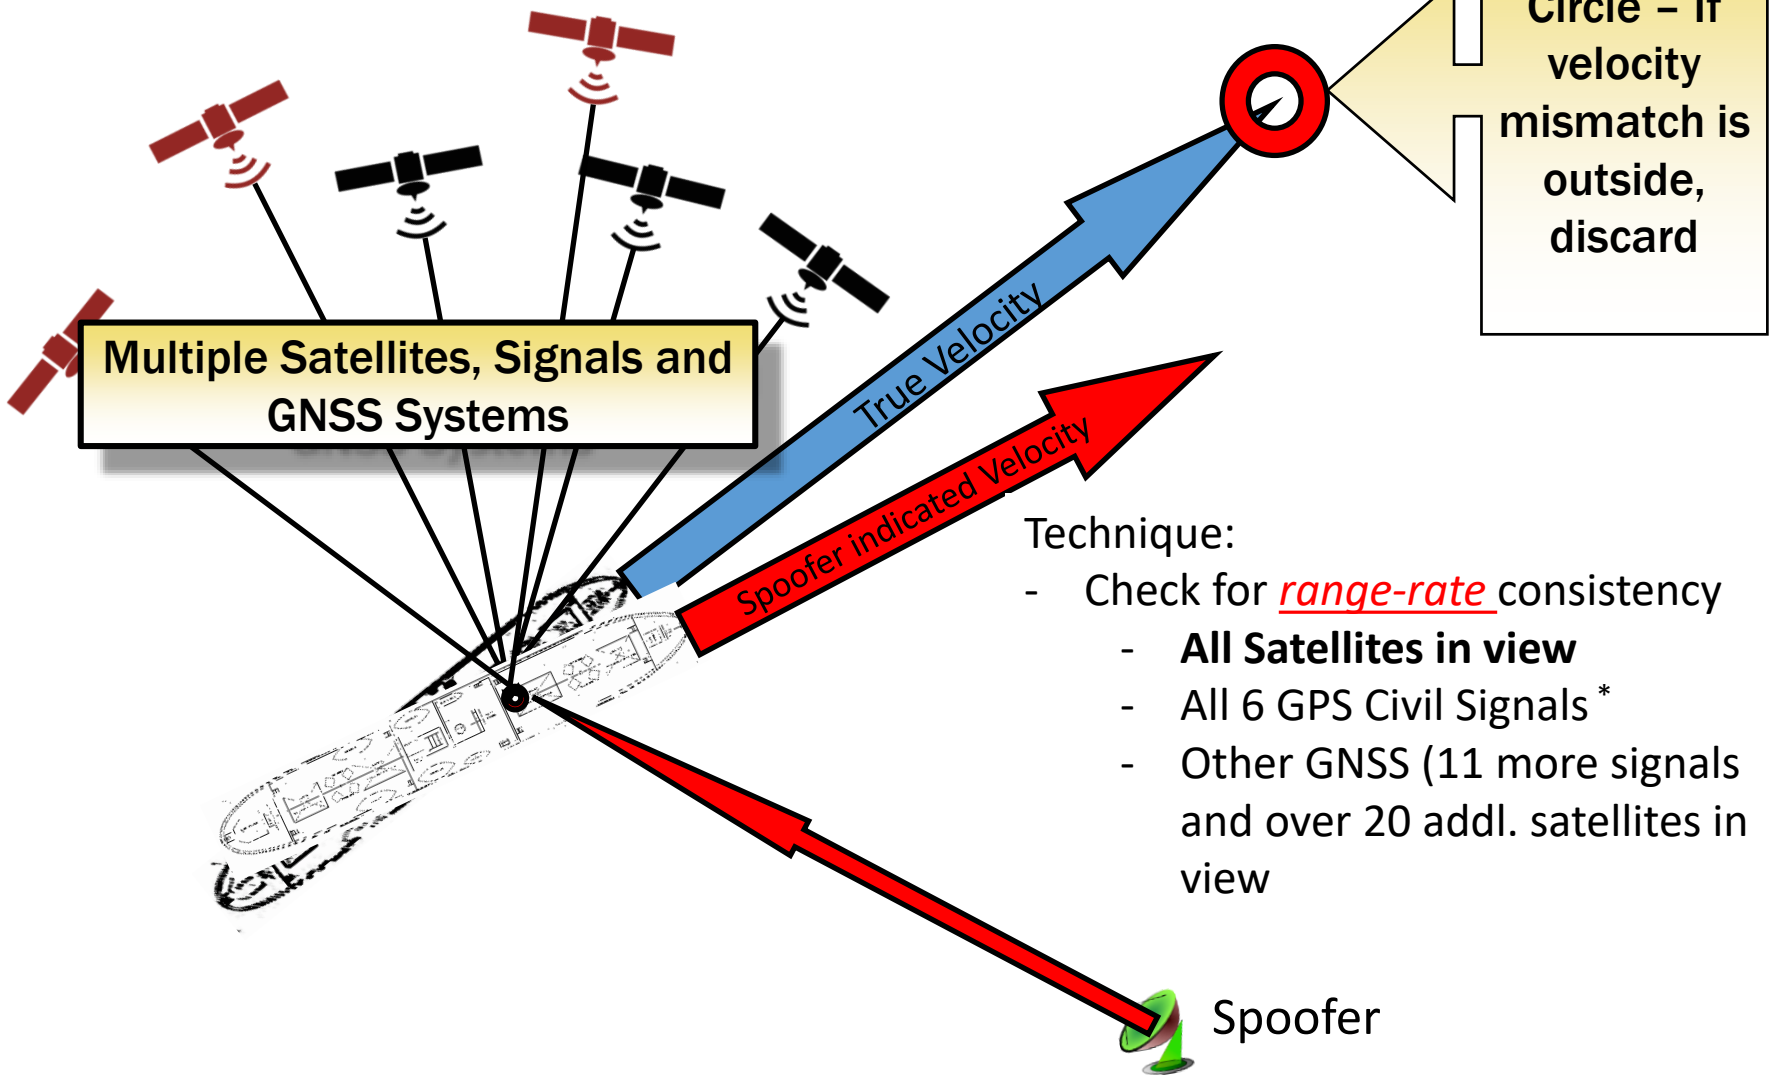 Circle – If
velocity
mismatch is
outside,
discard
Multiple Satellites, Signals and
GNSS Systems
True Velocity
Spoofer indicated Velocity
Technique:
- Check for range-rate consistency
- All Satellites in view
- All 6 GPS Civil Signals *
- Other GNSS (11 more signals
and over 20 addl. satellites in
view
Spoofer